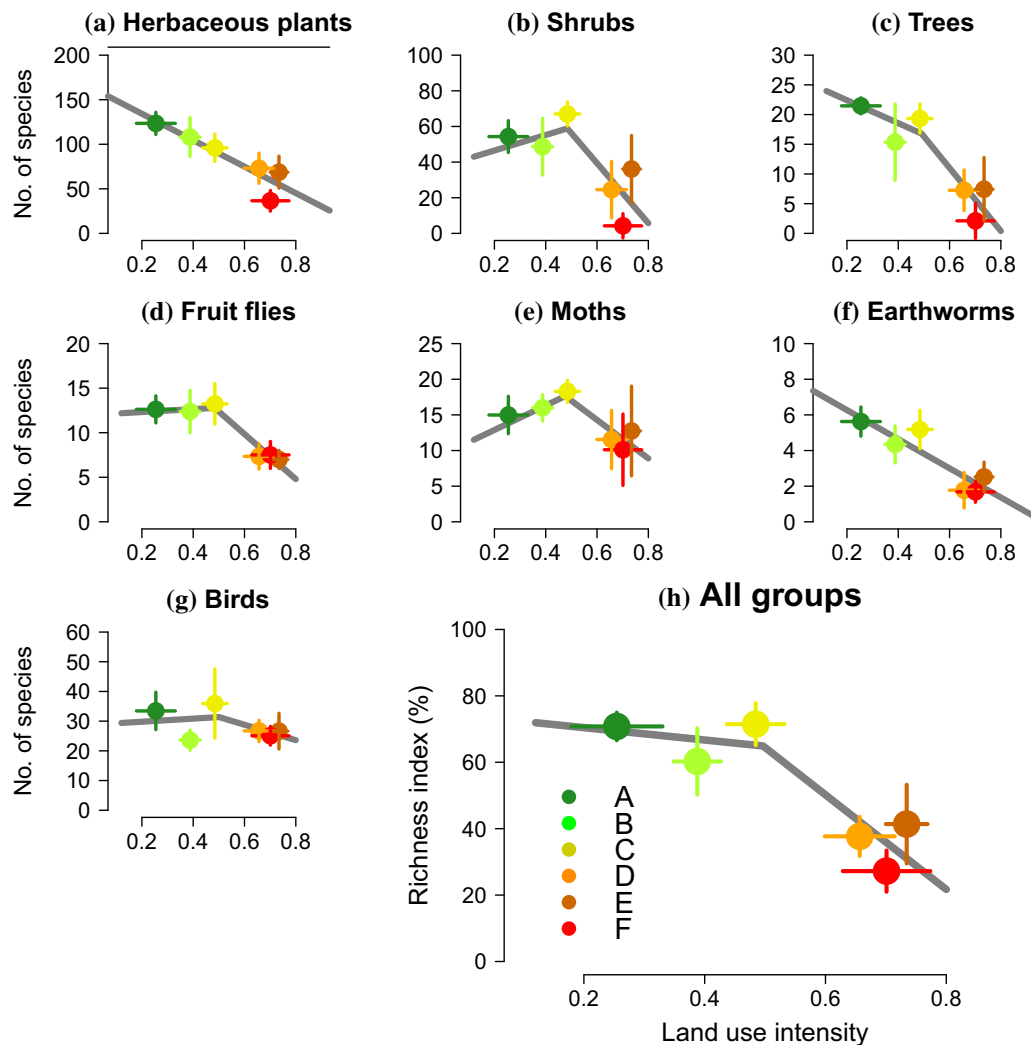 (a) Herbaceous plants
(b) Shrubs
(c) Trees
No. of species
200
150
100
50
0
0.2 0.4 0.6 0.8
100
80
60
40
20
0
0.2 0.4 0.6 0.8
30
25
20
15
10
5
0
0.2 0.4 0.6 0.8
(d) Fruit flies
(e) Moths
(f) Earthworms
No. of species
20
15
10
5
0
0.2 0.4 0.6 0.8
25
20
15
10
5
0
0.2 0.4 0.6 0.8
10
8
6
4
2
0
0.2 0.4 0.6 0.8
(g) Birds
No. of species
60
50
40
30
20
10
0
0.2 0.4 0.6 0.8
(h) All groups
Richness index (%)
100
80
60
40
20
0
A
B
C
D
E
F
0.2 0.4 0.6 0.8
Land use intensity